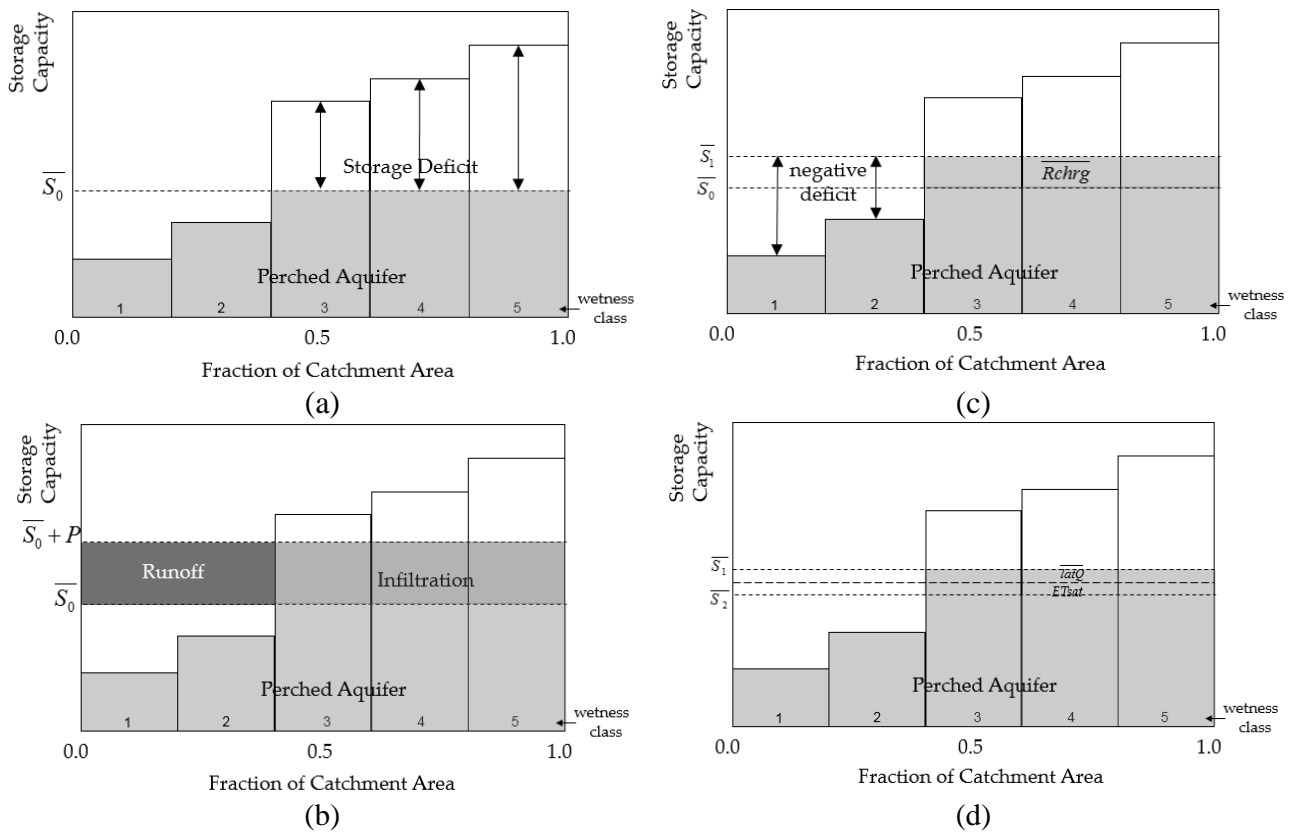 Storage
Capacity
Storage Deficit
S̅₀
Perched Aquifer
1 2 3 4 5
wetness
class
0.0 0.5 1.0
Fraction of Catchment Area
(a)
Storage
Capacity
S̅₁
S̅₀
negative
deficit
Rchrg
Perched Aquifer
1 2 3 4 5
wetness
class
0.0 0.5 1.0
Fraction of Catchment Area
(c)
Storage
Capacity
S̅₀ + P
Runoff
Infiltration
S̅₀
Perched Aquifer
1 2 3 4 5
wetness
class
0.0 0.5 1.0
Fraction of Catchment Area
(b)
Storage
Capacity
S̅₁
latQ
ETsat
S̅₂
Perched Aquifer
1 2 3 4 5
wetness
class
0.0 0.5 1.0
Fraction of Catchment Area
(d)